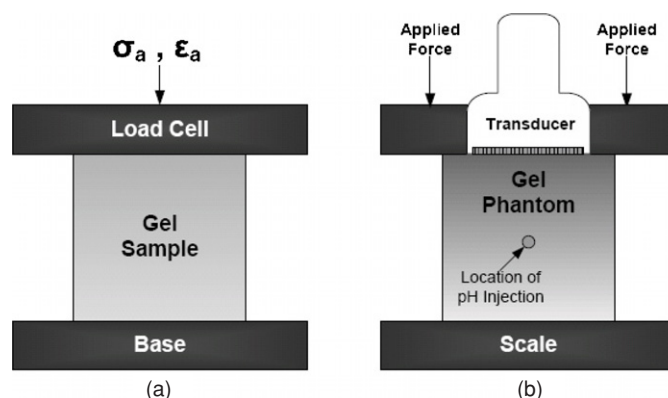 σa , εa
Load Cell
Gel
Sample
Base
(a)
Applied
Force
Applied
Force
Transducer
Gel
Phantom
Location of
pH Injection
Scale
(b)